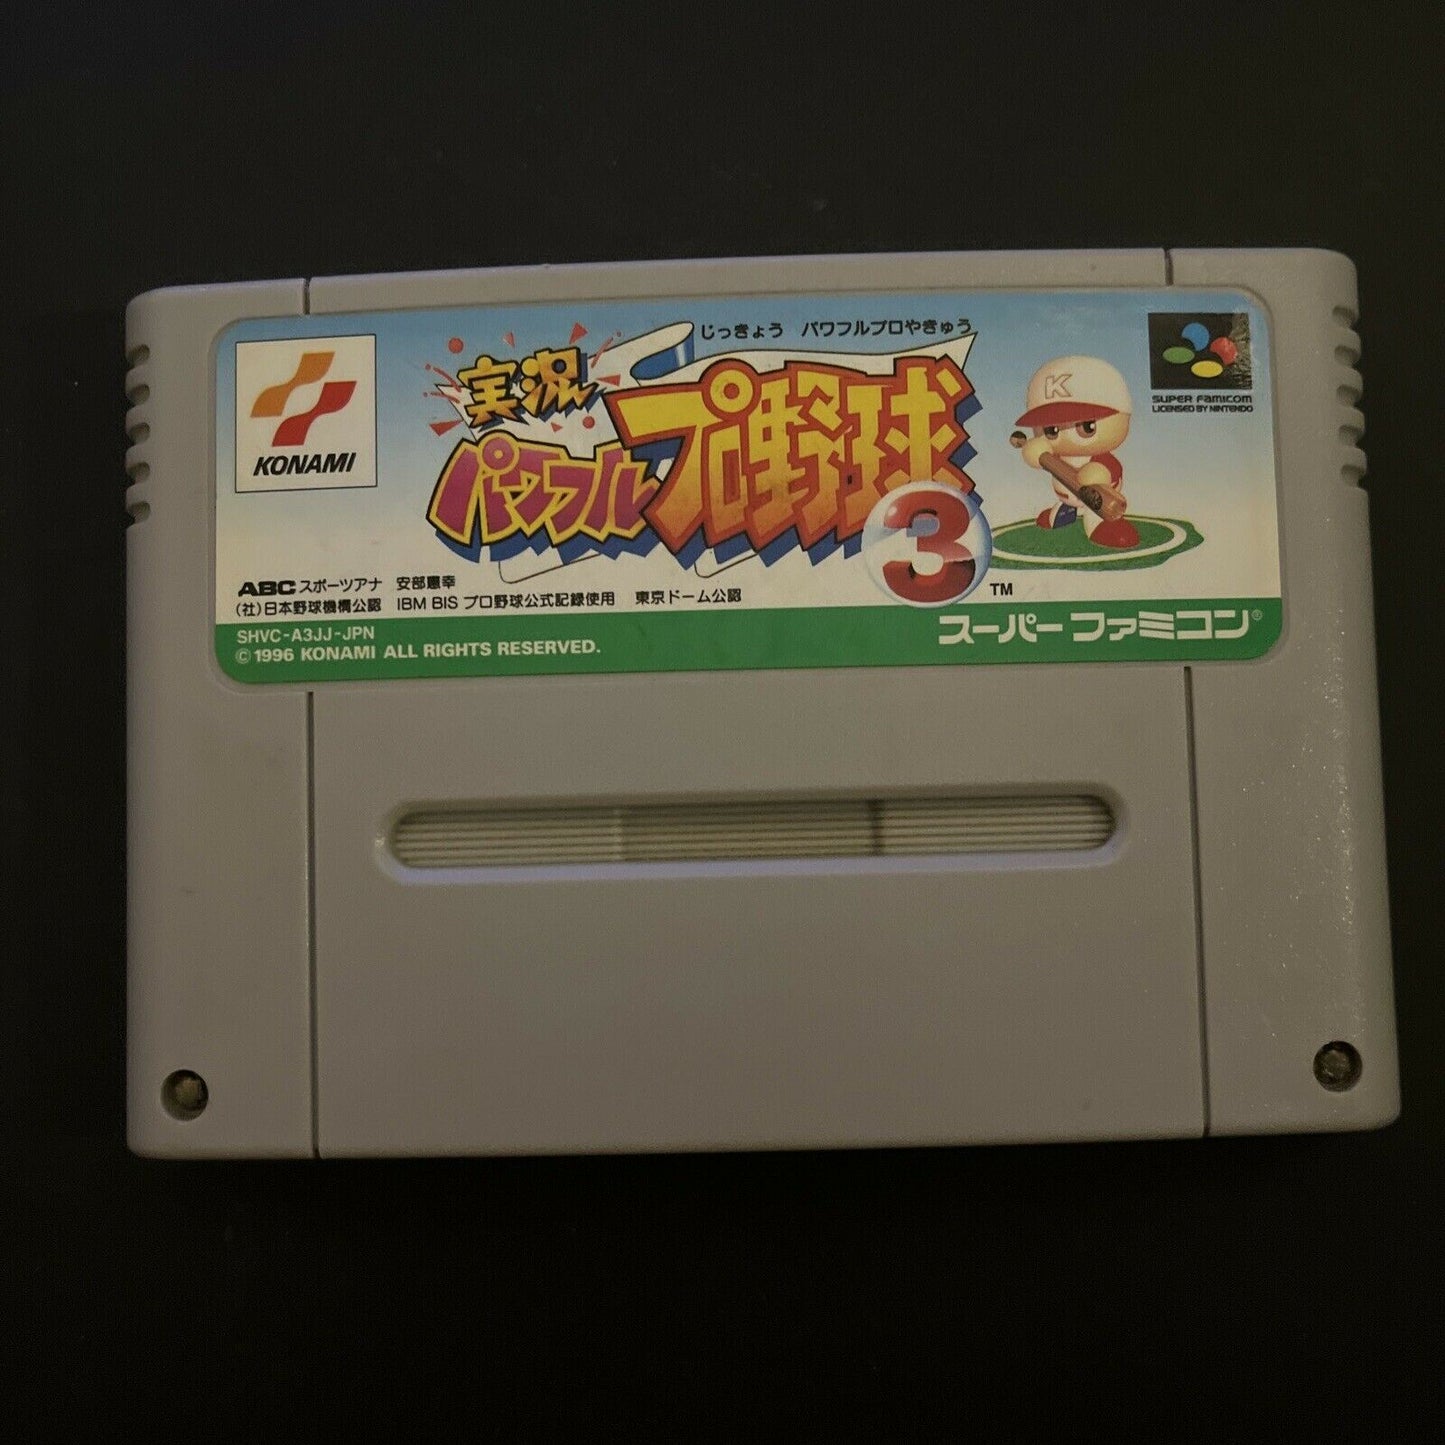 じっきょう パワフルプロやきゅう
実況
パワフルプロ野球
3
TM
KONAMI
K
SUPER FAMICOM
LICENSED BY NINTENDO
ABC スポーツアナ 安部憲幸
(社)日本野球機構公認 IBM BIS プロ野球公式記録使用 東京ドーム公認
SHVC-A3JJ-JPN
© 1996 KONAMI ALL RIGHTS RESERVED.
スーパーファミコン®